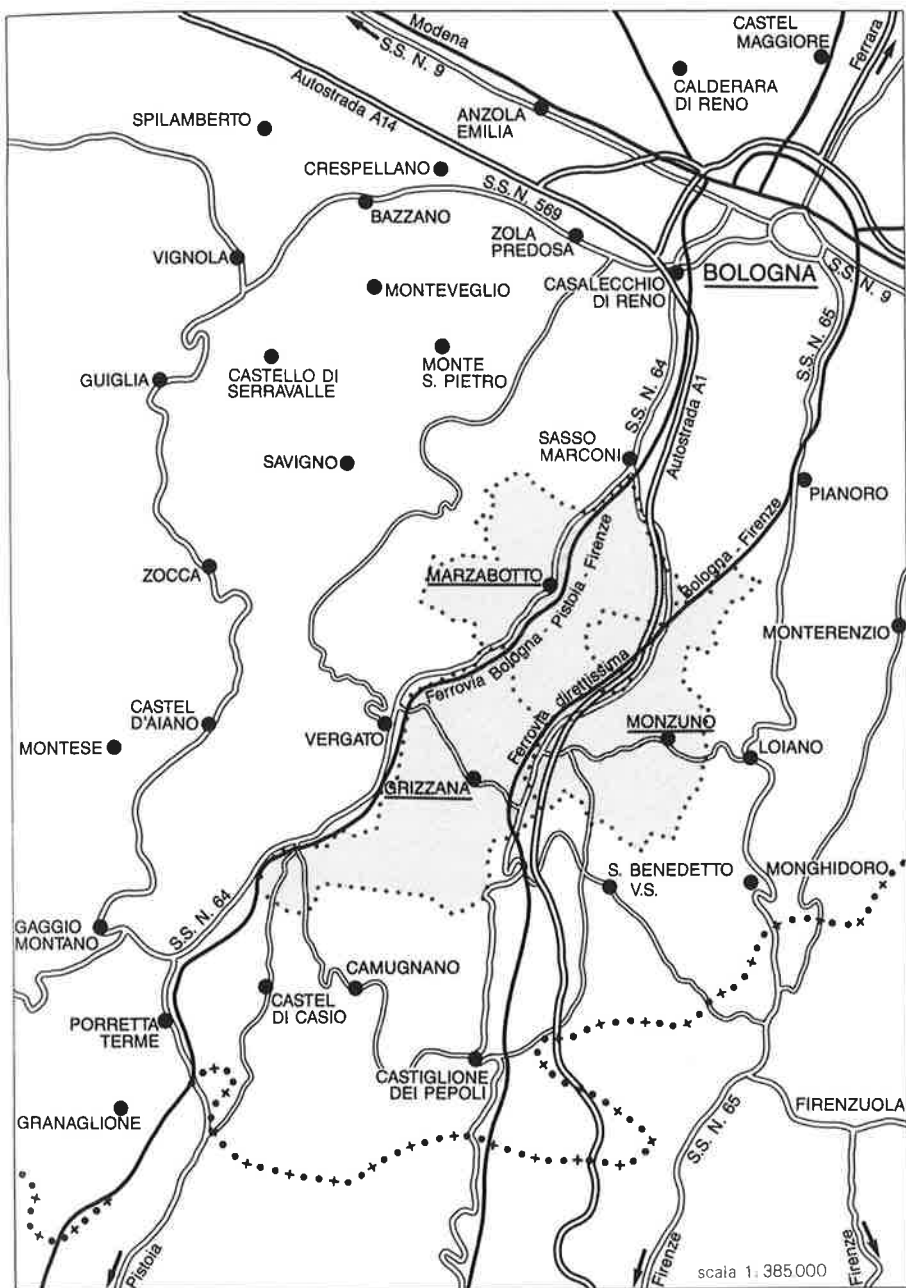 Modena
S.S. N. 9
CASTEL
MAGGIORE
Ferrara
CALDERARA
DI RENO
Autostrada A14
ANZOLA
EMILIA
SPILAMBERTO
CRESPELLANO
S.S. N. 569
BAZZANO
ZOLA
PREDOSA
VIGNOLA
BOLOGNA
CASALECCHIO
DI RENO
S.S. N. 9
MONTEVEGLIO
S.S. N. 65
S.S. N. 64
MONTE
S. PIETRO
GUIGLIA
CASTELLO DI
SERRAVALLE
Autostrada A1
SASSO
MARCONI
SAVIGNO
PIANORO
ZOCCA
MARZABOTTO
Ferrovia Bologna - Pistoia - Firenze
Ferrovia direttissima Bologna - Firenze
MONTERENZIO
CASTEL
D'AIANO
MONTESE
VERGATO
MONZUNO
LOIANO
GRIZZANA
S. BENEDETTO
V.S.
MONGHIDORO
S.S. N. 64
GAGGIO
MONTANO
CAMUGNANO
CASTEL
DI CASIO
PORRETTA
TERME
CASTIGLIONE
DEI PEPOLI
GRANAGLIONE
FIRENZUOLA
S.S. N. 65
Pistoia
Firenze
Firenze
scala 1: 385.000